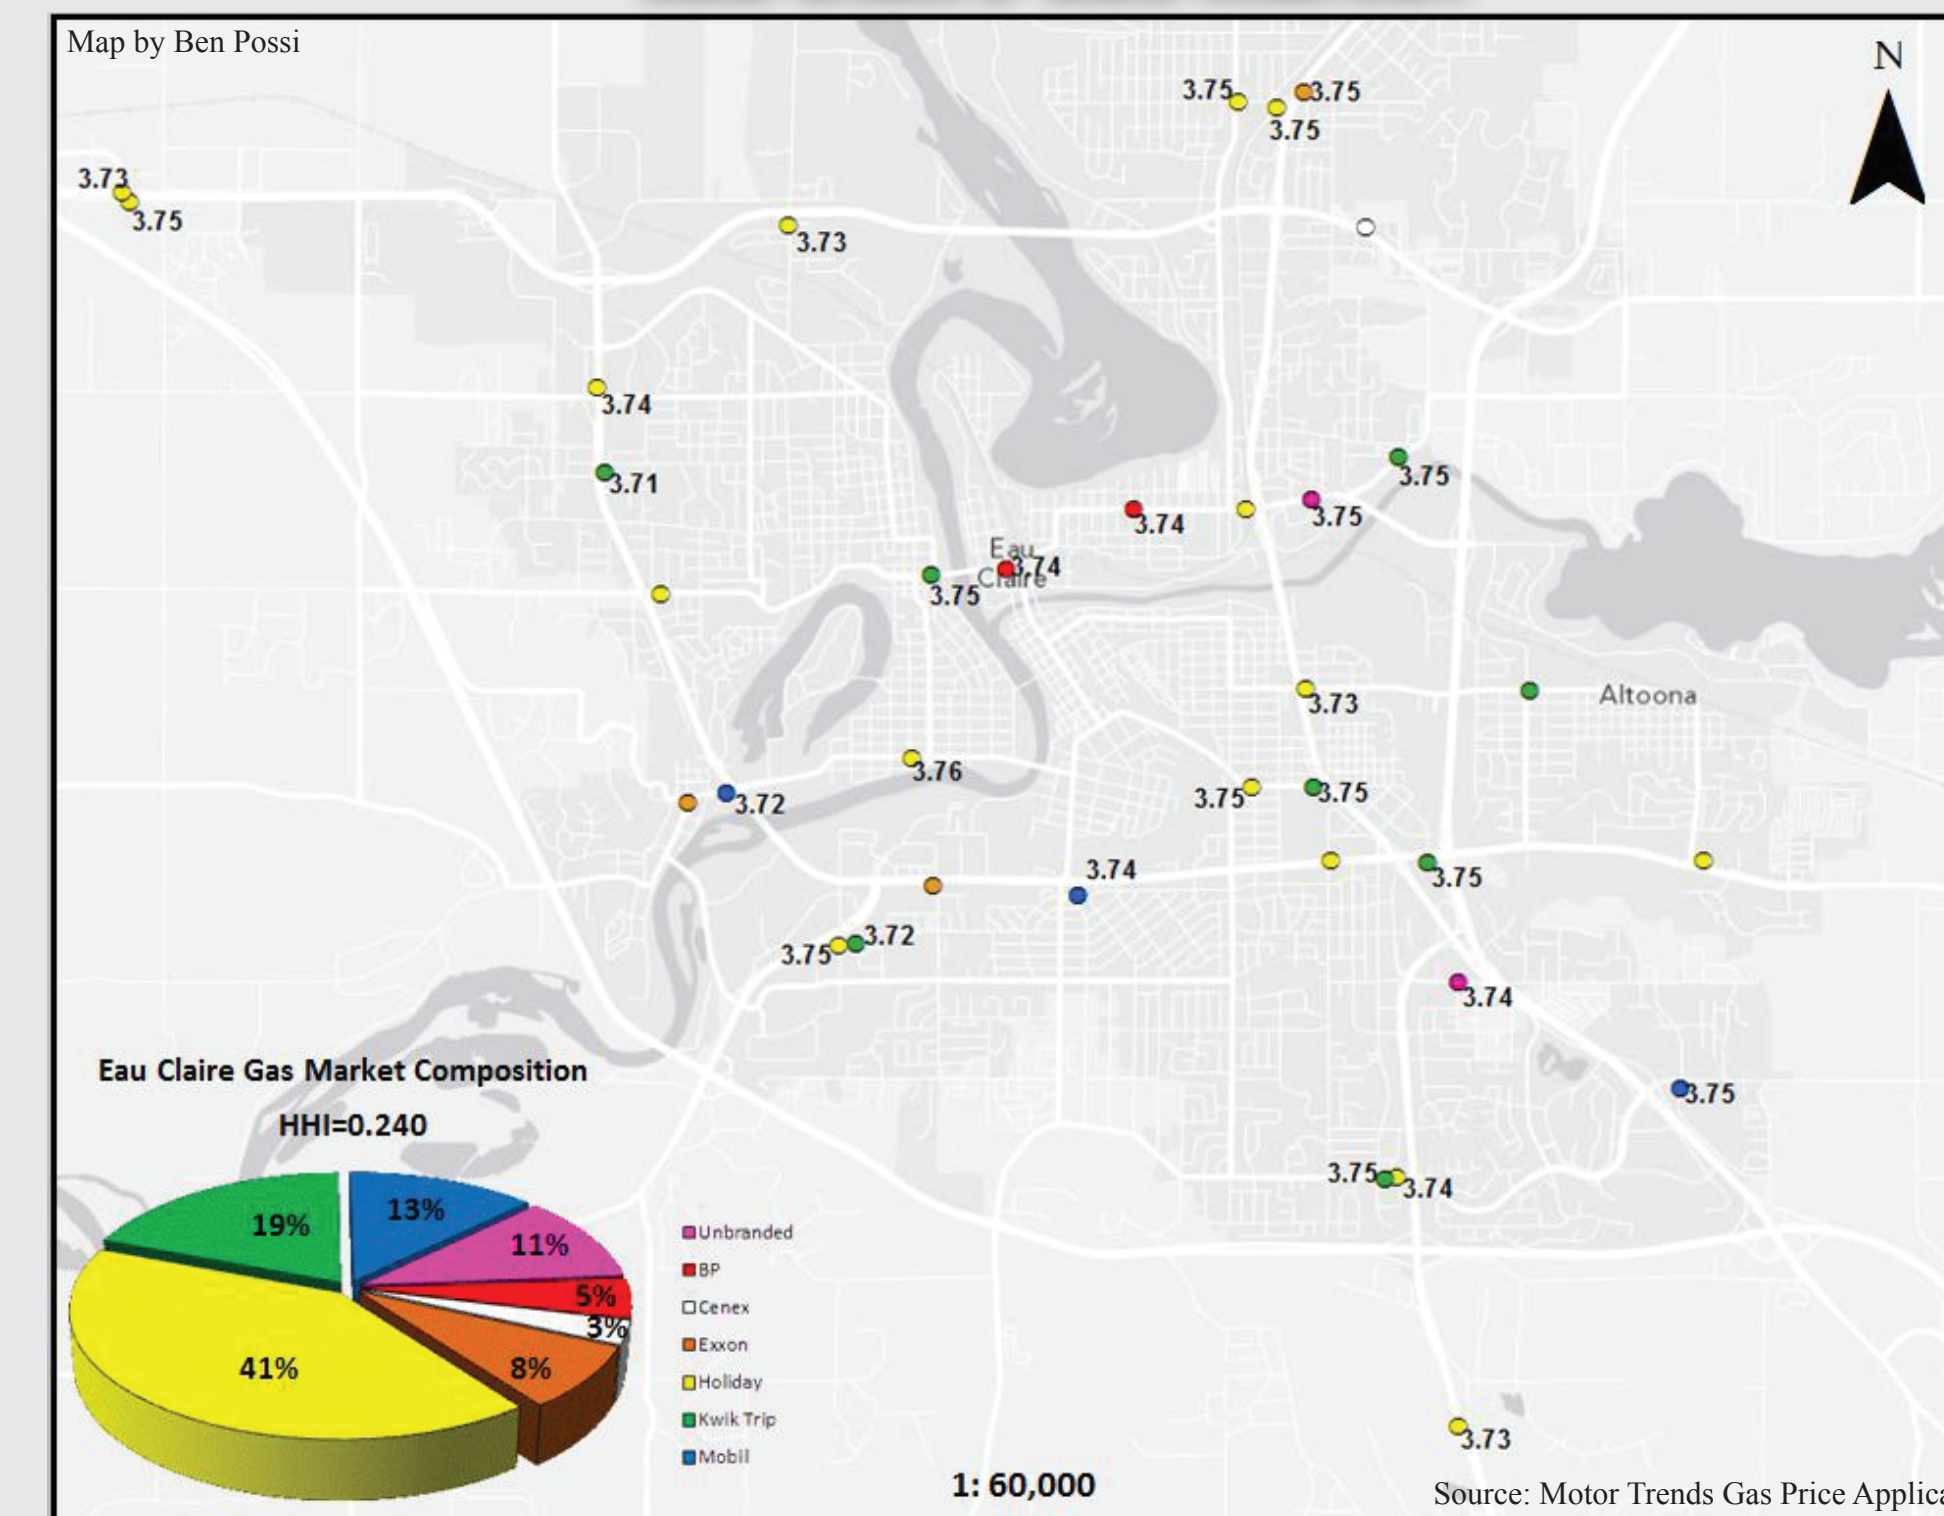 Map by Ben Possi
N
3.75
3.75
3.75
3.73
3.75
3.73
3.74
3.71
3.75
3.74
3.75
Eau
Claire
3.74
3.75
3.73
Altoona
3.76
3.72
3.75
3.75
3.74
3.75
3.75
3.72
3.74
3.75
3.75
3.74
3.73
Eau Claire Gas Market Composition
HHI=0.240
19%
13%
11%
5%
3%
8%
41%
Unbranded
BP
Cenex
Exxon
Holiday
Kwik Trip
Mobil
1: 60,000
Source: Motor Trends Gas Price Applica